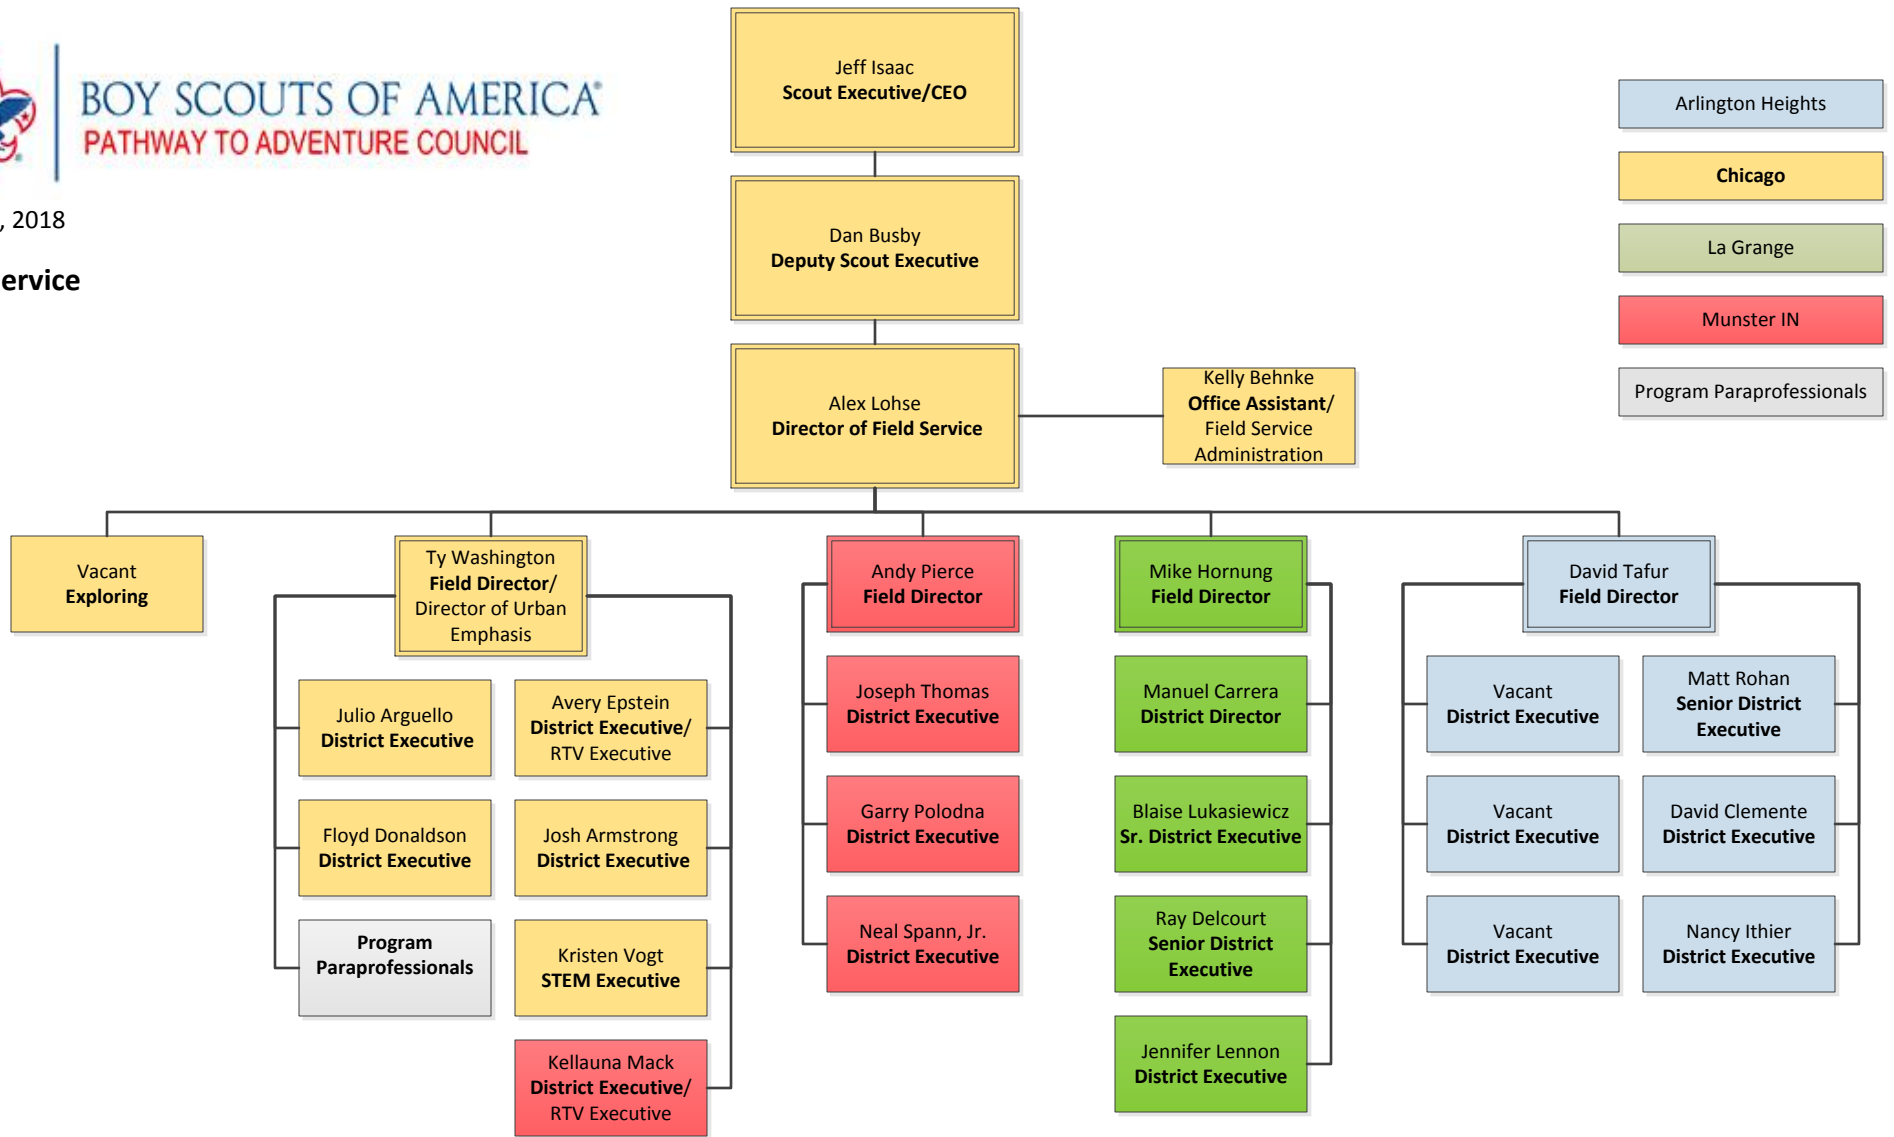 BOY SCOUTS OF AMERICA®
PATHWAY TO ADVENTURE COUNCIL
, 2018
ervice
Jeff Isaac
Scout Executive/CEO
Dan Busby
Deputy Scout Executive
Alex Lohse
Director of Field Service
Kelly Behnke
Office Assistant/
Field Service
Administration
Arlington Heights
Chicago
La Grange
Munster IN
Program Paraprofessionals
Vacant
Exploring
Ty Washington
Field Director/
Director of Urban
Emphasis
Julio Arguello
District Executive
Floyd Donaldson
District Executive
Program
Paraprofessionals
Avery Epstein
District Executive/
RTV Executive
Josh Armstrong
District Executive
Kristen Vogt
STEM Executive
Kellauna Mack
District Executive/
RTV Executive
Andy Pierce
Field Director
Joseph Thomas
District Executive
Garry Polodna
District Executive
Neal Spann, Jr.
District Executive
Mike Hornung
Field Director
Manuel Carrera
District Director
Blaise Lukasiewicz
Sr. District Executive
Ray Delcourt
Senior District
Executive
Jennifer Lennon
District Executive
David Tafur
Field Director
Vacant
District Executive
Vacant
District Executive
Vacant
District Executive
Matt Rohan
Senior District
Executive
David Clemente
District Executive
Nancy Ithier
District Executive